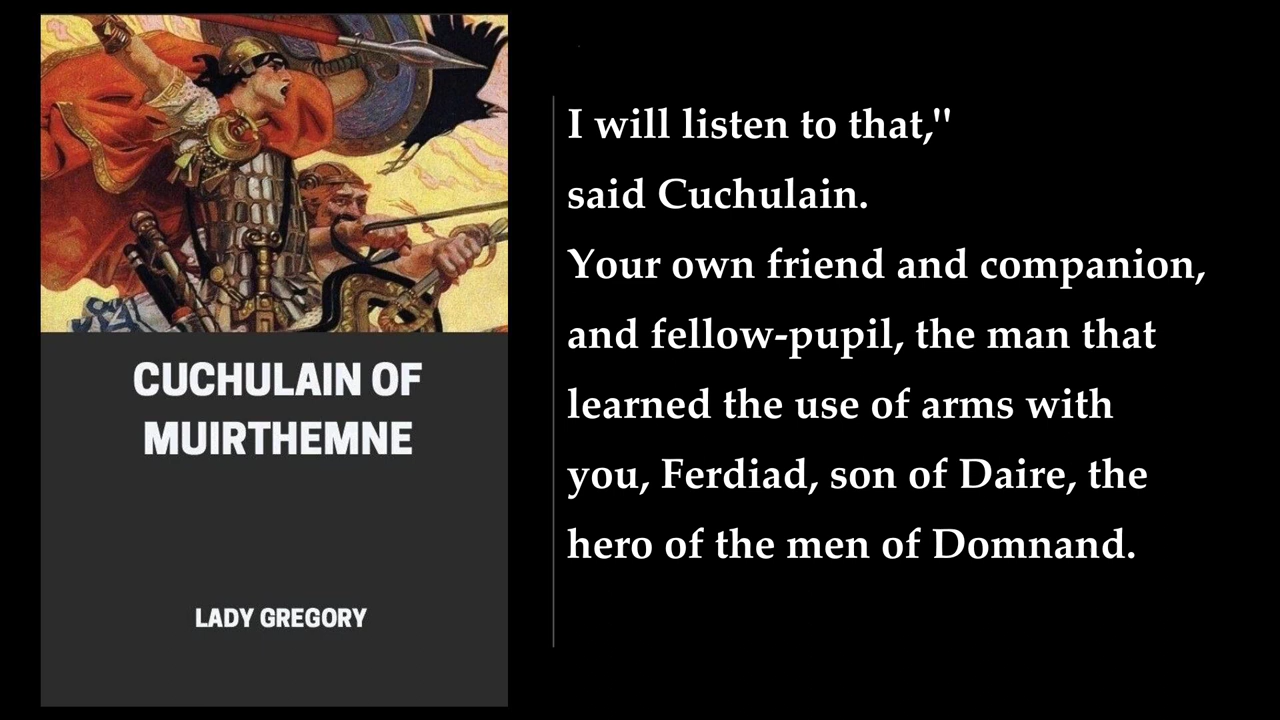 CUCHULAIN OF
MUIRTHEMNE
LADY GREGORY
I will listen to that,"
said Cuchulain.
Your own friend and companion,
and fellow-pupil, the man that
learned the use of arms with
you, Ferdiad, son of Daire, the
hero of the men of Domnand.